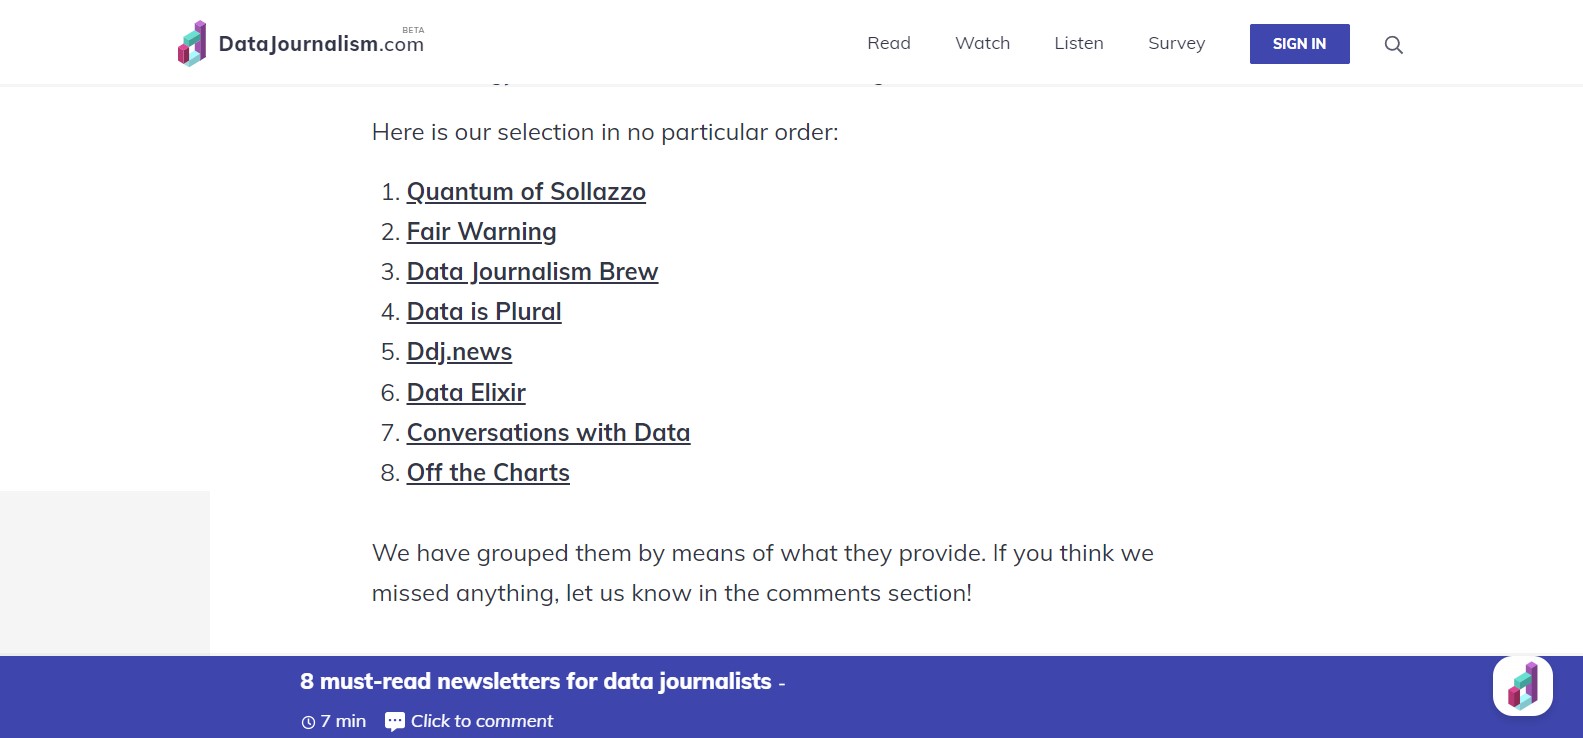 DataJournalism.com BETA
Read Watch Listen Survey SIGN IN
Here is our selection in no particular order:
1. Quantum of Sollazzo
2. Fair Warning
3. Data Journalism Brew
4. Data is Plural
5. Ddj.news
6. Data Elixir
7. Conversations with Data
8. Off the Charts
We have grouped them by means of what they provide. If you think we
missed anything, let us know in the comments section!
8 must-read newsletters for data journalists -
7 min Click to comment